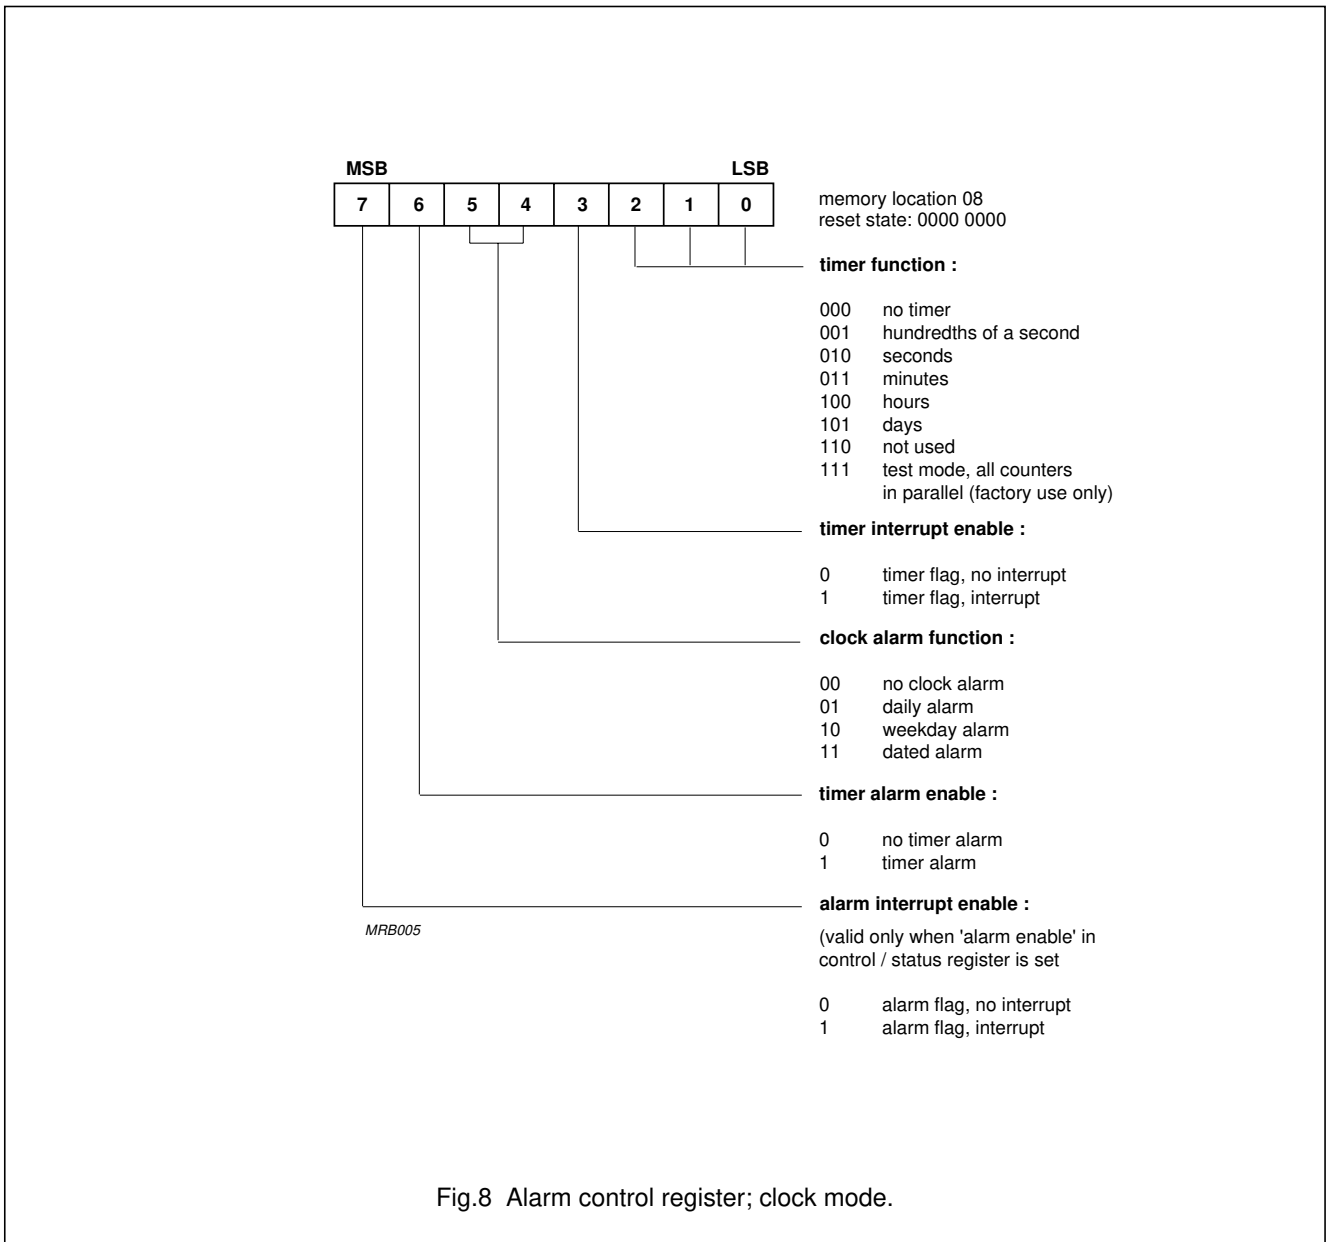 MSB LSB
7 6 5 4 3 2 1 0
memory location 08
reset state: 0000 0000
timer function :
000 no timer
001 hundredths of a second
010 seconds
011 minutes
100 hours
101 days
110 not used
111 test mode, all counters
in parallel (factory use only)
timer interrupt enable :
0 timer flag, no interrupt
1 timer flag, interrupt
clock alarm function :
00 no clock alarm
01 daily alarm
10 weekday alarm
11 dated alarm
timer alarm enable :
0 no timer alarm
1 timer alarm
alarm interrupt enable :
(valid only when 'alarm enable' in
control / status register is set
0 alarm flag, no interrupt
1 alarm flag, interrupt
MRB005
Fig.8 Alarm control register; clock mode.